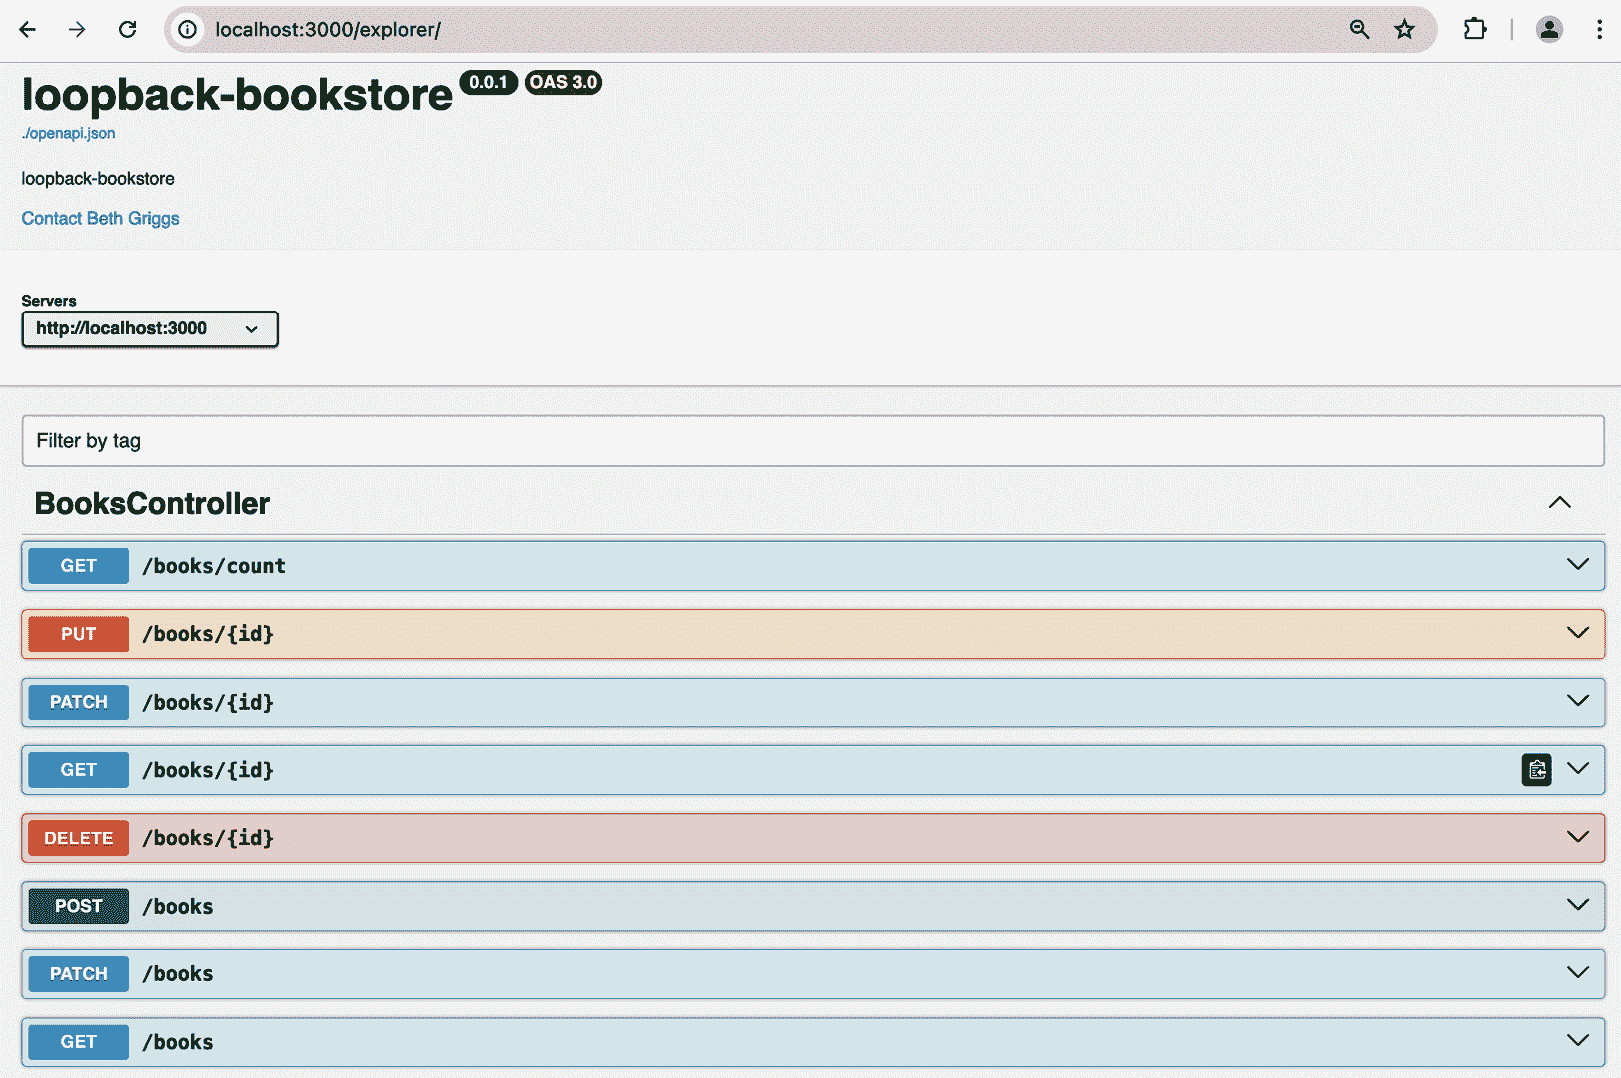 localhost:3000/explorer/
loopback-bookstore 0.0.1 OAS 3.0
./openapi.json
loopback-bookstore
Contact Beth Griggs
Servers
http://localhost:3000
Filter by tag
BooksController
GET /books/count
PUT /books/{id}
PATCH /books/{id}
GET /books/{id}
DELETE /books/{id}
POST /books
PATCH /books
GET /books